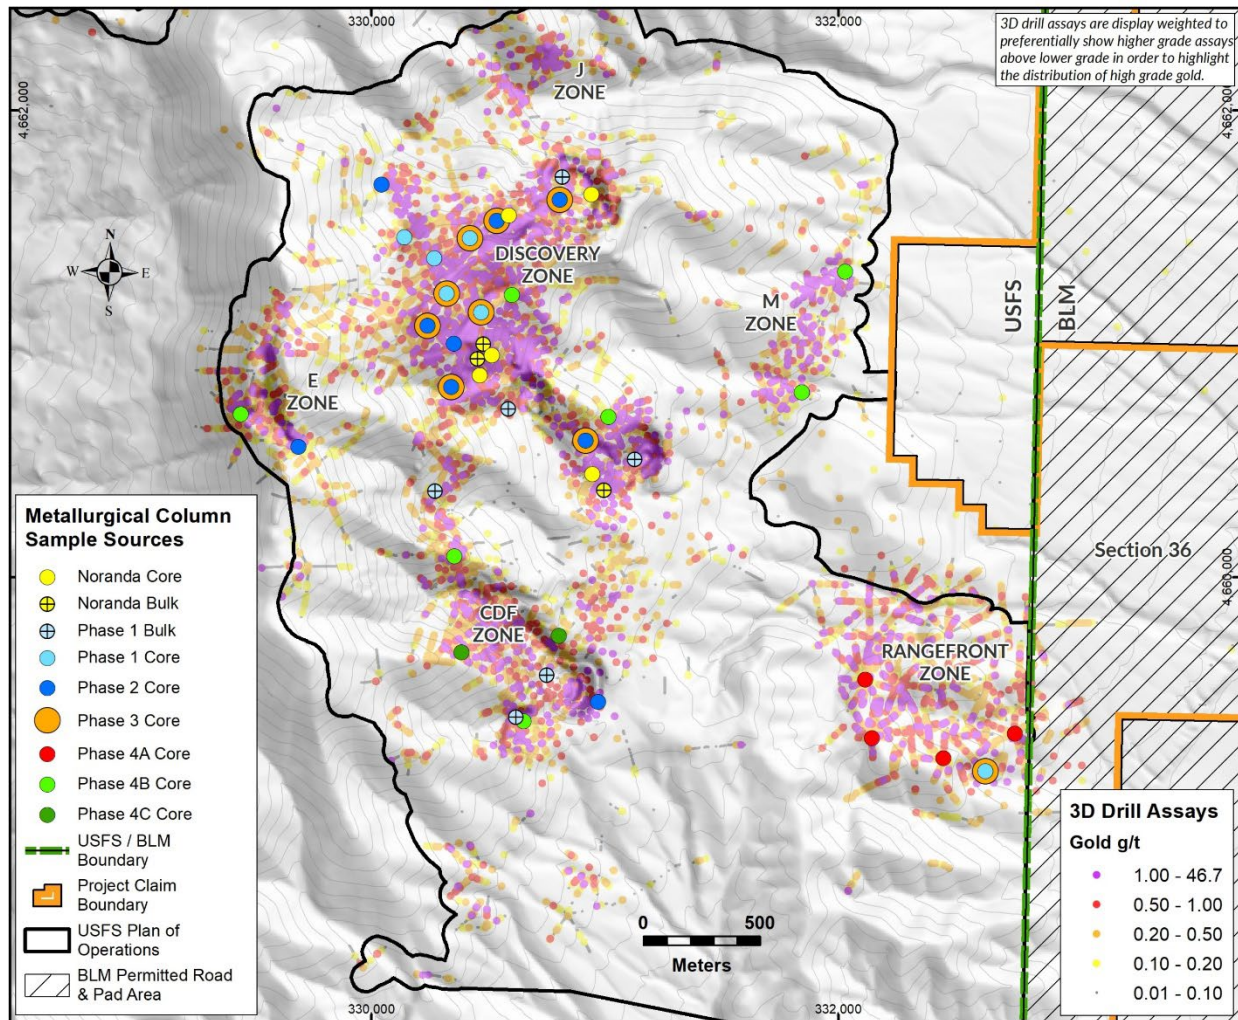 330,000
332,000
3D drill assays are display weighted to
preferentially show higher grade assays
above lower grade in order to highlight
the distribution of high grade gold.
4,662,000
4,662,000
J
ZONE
N
W
E
S
DISCOVERY
ZONE
M
ZONE
USFS
BLM
E
ZONE
Section 36
4,660,000
CDF
ZONE
RANGEFRONT
ZONE
Metallurgical Column
Sample Sources
Noranda Core
Noranda Bulk
Phase 1 Bulk
Phase 1 Core
Phase 2 Core
Phase 3 Core
Phase 4A Core
Phase 4B Core
Phase 4C Core
USFS / BLM
Boundary
Project Claim
Boundary
USFS Plan of
Operations
BLM Permitted Road
& Pad Area
0
500
Meters
3D Drill Assays
Gold g/t
1.00 - 46.7
0.50 - 1.00
0.20 - 0.50
0.10 - 0.20
0.01 - 0.10
330,000
332,000